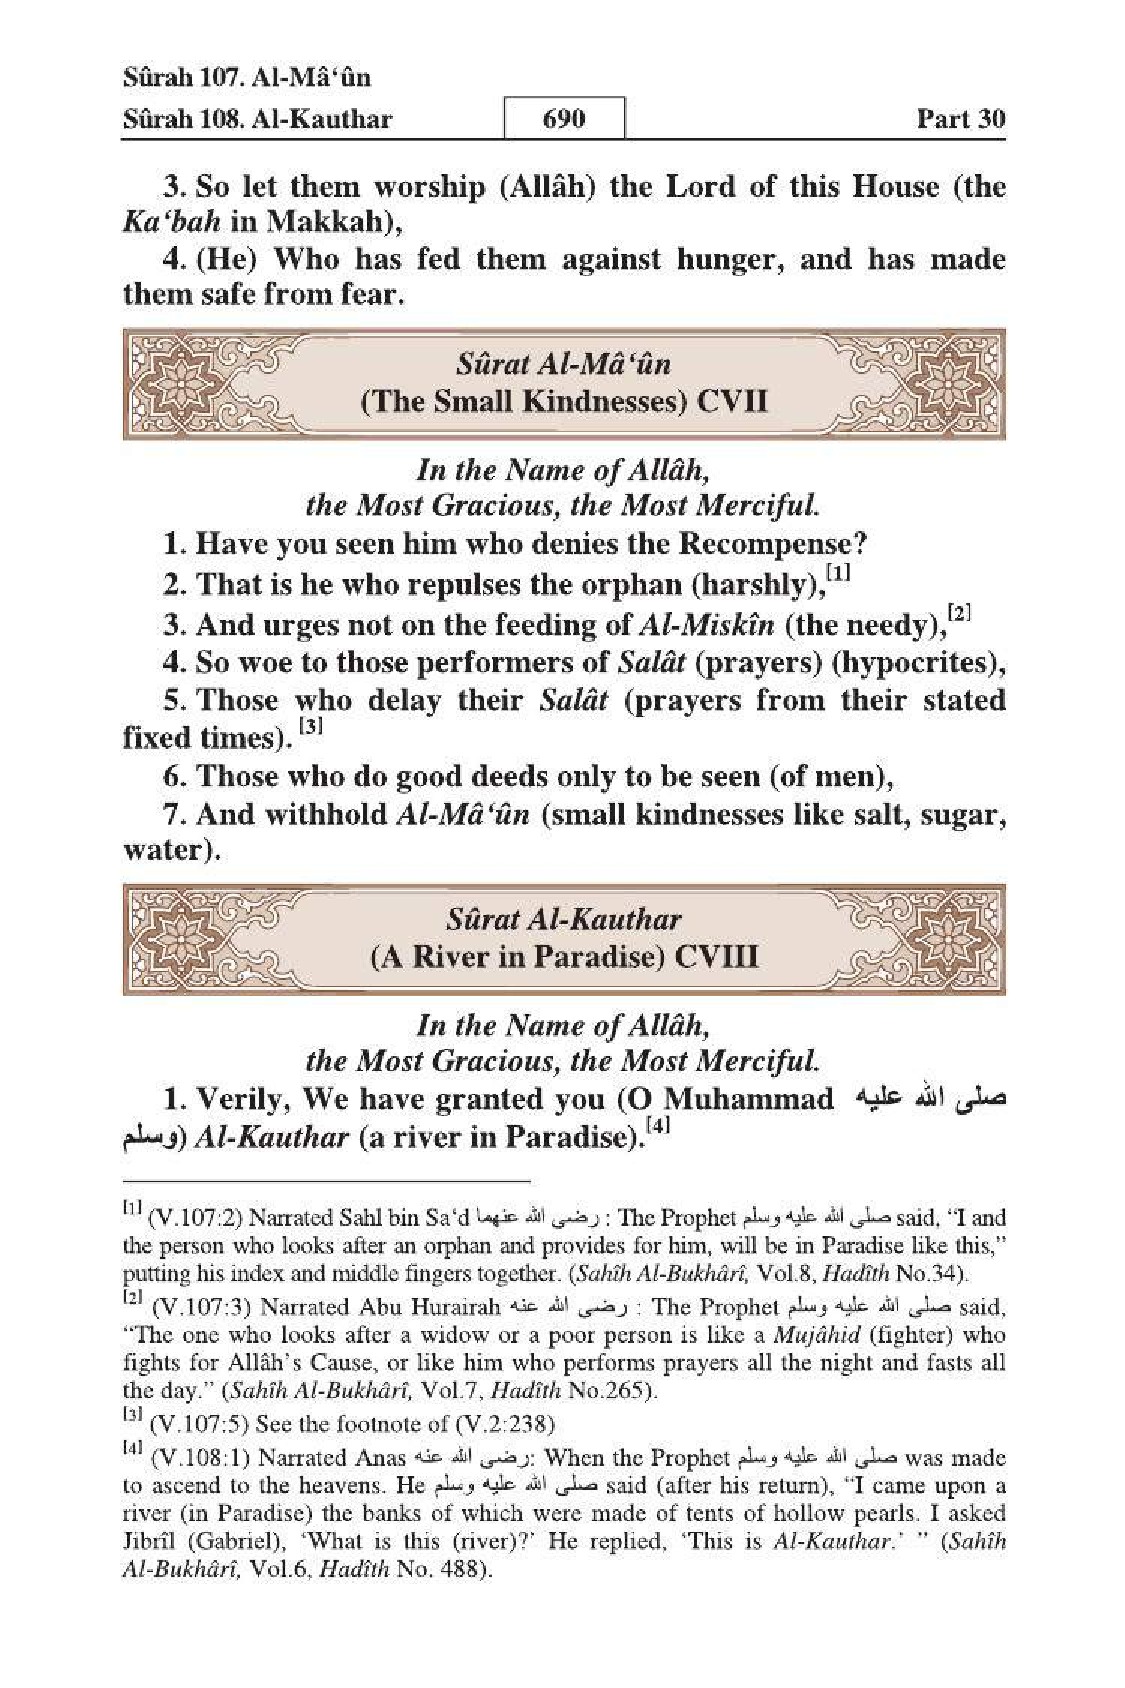 Sûrah 107. Al-Mâ‘ûn
Sûrah 108. Al-Kauthar 690 Part 30
3. So let them worship (Allâh) the Lord of this House (the
Ka‘bah in Makkah),
4. (He) Who has fed them against hunger, and has made
them safe from fear.
Sûrat Al-Mâ‘ûn
(The Small Kindnesses) CVII
In the Name of Allâh,
the Most Gracious, the Most Merciful.
1. Have you seen him who denies the Recompense?
2. That is he who repulses the orphan (harshly),[1]
3. And urges not on the feeding of Al-Miskîn (the needy),[2]
4. So woe to those performers of Salât (prayers) (hypocrites),
5. Those who delay their Salât (prayers from their stated
fixed times). [3]
6. Those who do good deeds only to be seen (of men),
7. And withhold Al-Mâ‘ûn (small kindnesses like salt, sugar,
water).
Sûrat Al-Kauthar
(A River in Paradise) CVIII
In the Name of Allâh,
the Most Gracious, the Most Merciful.
1. Verily, We have granted you (O Muhammad صلى الله عليه
وسلم) Al-Kauthar (a river in Paradise).[4]
[1] (V.107:2) Narrated Sahl bin Sa‘d رضى الله عنهما : The Prophet صلى الله عليه وسلم said, “I and
the person who looks after an orphan and provides for him, will be in Paradise like this,”
putting his index and middle fingers together. (Sahîh Al-Bukhârî, Vol.8, Hadîth No.34).
[2] (V.107:3) Narrated Abu Hurairah رضى الله عنه : The Prophet صلى الله عليه وسلم said,
“The one who looks after a widow or a poor person is like a Mujâhid (fighter) who
fights for Allâh’s Cause, or like him who performs prayers all the night and fasts all
the day.” (Sahîh Al-Bukhârî, Vol.7, Hadîth No.265).
[3] (V.107:5) See the footnote of (V.2:238)
[4] (V.108:1) Narrated Anas رضى الله عنه: When the Prophet صلى الله عليه وسلم was made
to ascend to the heavens. He صلى الله عليه وسلم said (after his return), “I came upon a
river (in Paradise) the banks of which were made of tents of hollow pearls. I asked
Jibrîl (Gabriel), ‘What is this (river)?’ He replied, ‘This is Al-Kauthar.’ ” (Sahîh
Al-Bukhârî, Vol.6, Hadîth No. 488).